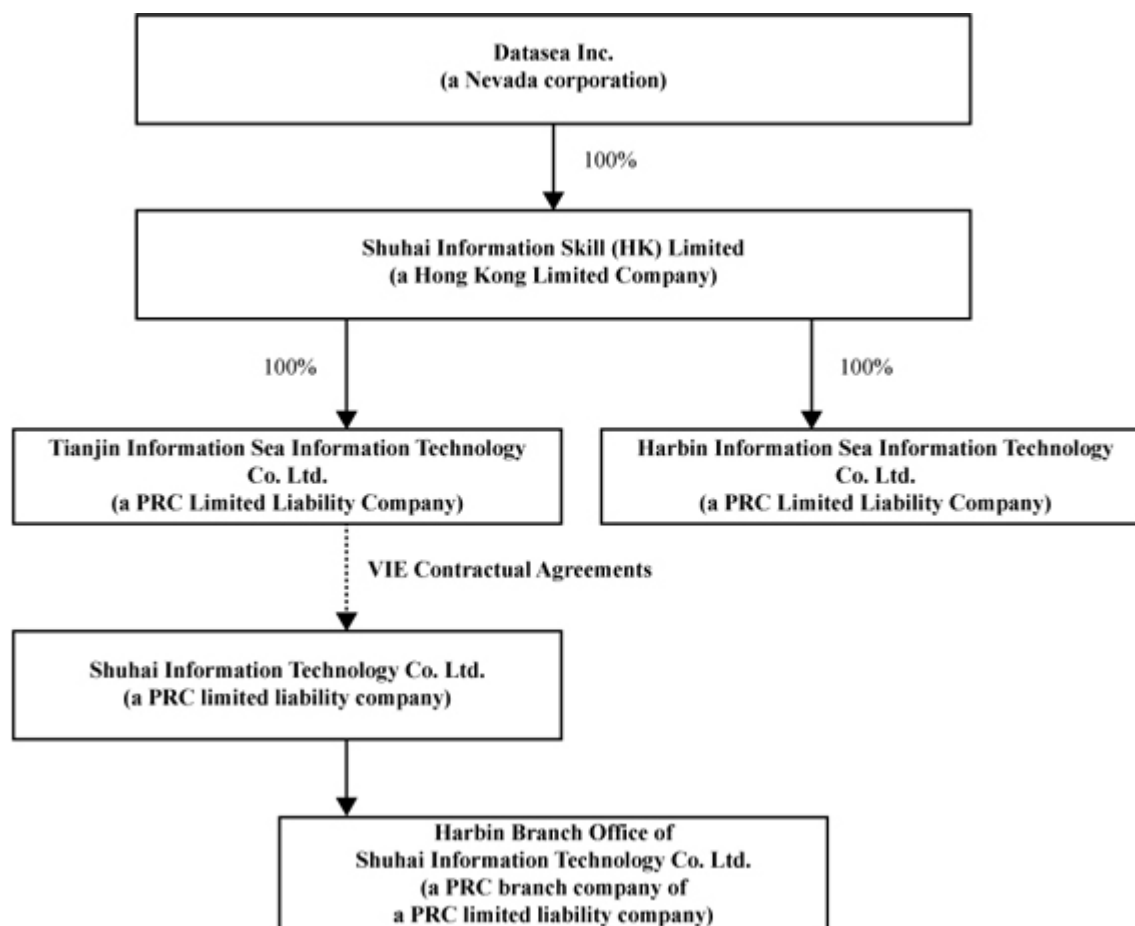 Datasea Inc.
(a Nevada corporation)
100%
Shuhai Information Skill (HK) Limited
(a Hong Kong Limited Company)
100%
100%
Tianjin Information Sea Information Technology
Co. Ltd.
(a PRC Limited Liability Company)
Harbin Information Sea Information Technology
Co. Ltd.
(a PRC Limited Liability Company)
VIE Contractual Agreements
Shuhai Information Technology Co. Ltd.
(a PRC limited liability company)
Harbin Branch Office of
Shuhai Information Technology Co. Ltd.
(a PRC branch company of
a PRC limited liability company)